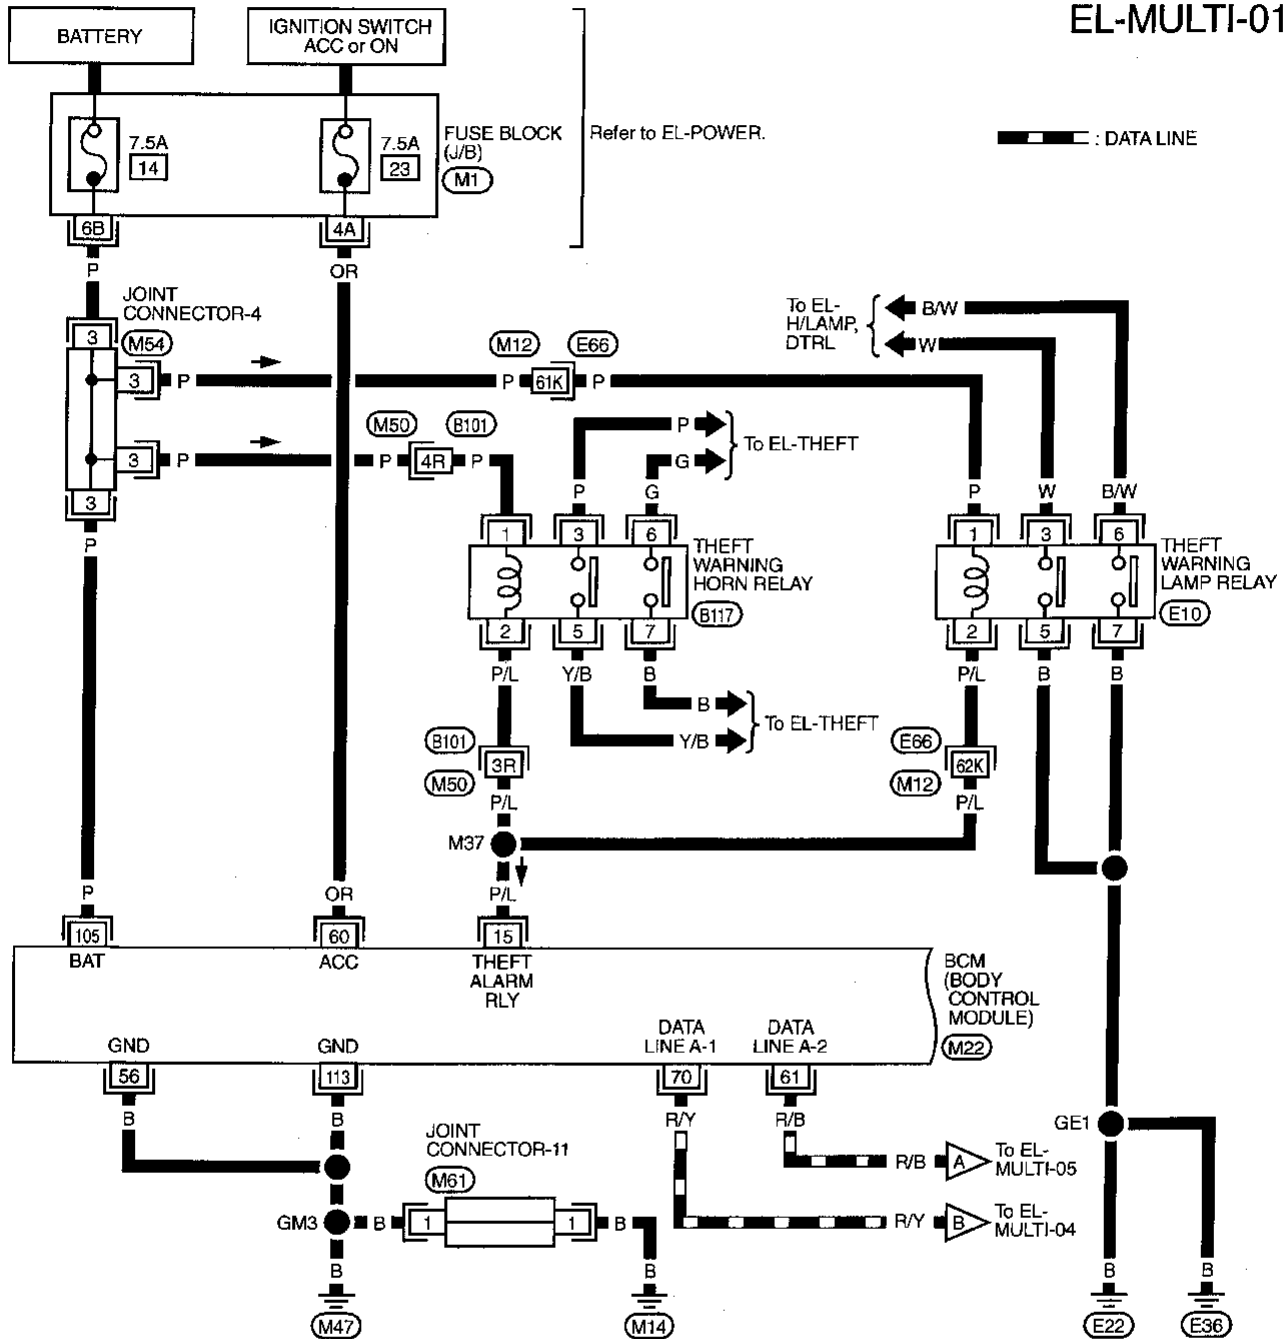 EL-MULTI-01
BATTERY
IGNITION SWITCH
ACC or ON
7.5A
14
7.5A
23
FUSE BLOCK
(J/B)
M1
Refer to EL-POWER.
: DATA LINE
6B
4A
P
OR
JOINT
CONNECTOR-4
M54
3
3
P
M12
E66
P
61K
P
To EL-
H/LAMP,
DTRL
B/W
W
3
P
M50
B101
P
4R
P
P
G
To EL-THEFT
3
P
P
G
P
W
B/W
1
3
6
THEFT
WARNING
HORN RELAY
B117
1
3
6
THEFT
WARNING
LAMP RELAY
E10
2
5
7
2
5
7
P/L
Y/B
B
P/L
B
B
B
Y/B
To EL-THEFT
B101
3R
M50
P/L
E66
62K
M12
P/L
M37
P
OR
P/L
105
60
15
BAT
ACC
THEFT
ALARM
RLY
BCM
(BODY
CONTROL
MODULE)
M22
GND
GND
DATA
LINE A-1
DATA
LINE A-2
56
113
70
61
B
B
R/Y
R/B
JOINT
CONNECTOR-11
M61
R/B
A
To EL-
MULTI-05
GE1
GM3
B
1
1
B
R/Y
B
To EL-
MULTI-04
B
B
B
B
M47
M14
E22
E36